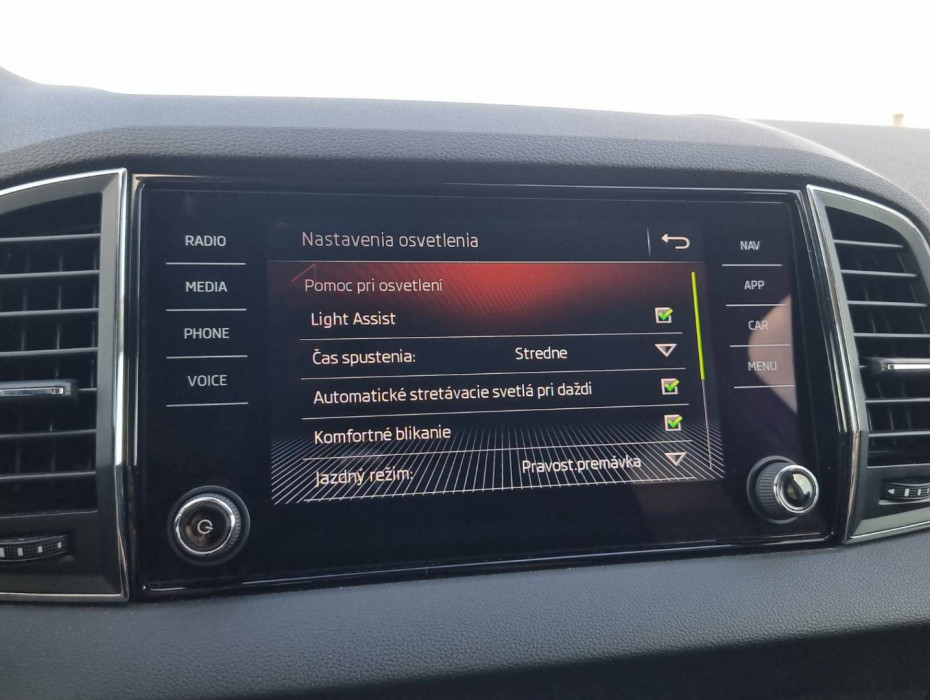 RADIO
MEDIA
PHONE
VOICE
Nastavenia osvetlenia
Pomoc pri osvetlení
Light Assist
Čas spustenia: Stredne
Automatické stretávacie svetlá pri daždi
Komfortné blikanie
Jazdný režim: Pravost.premávka
NAV
APP
CAR
MENU